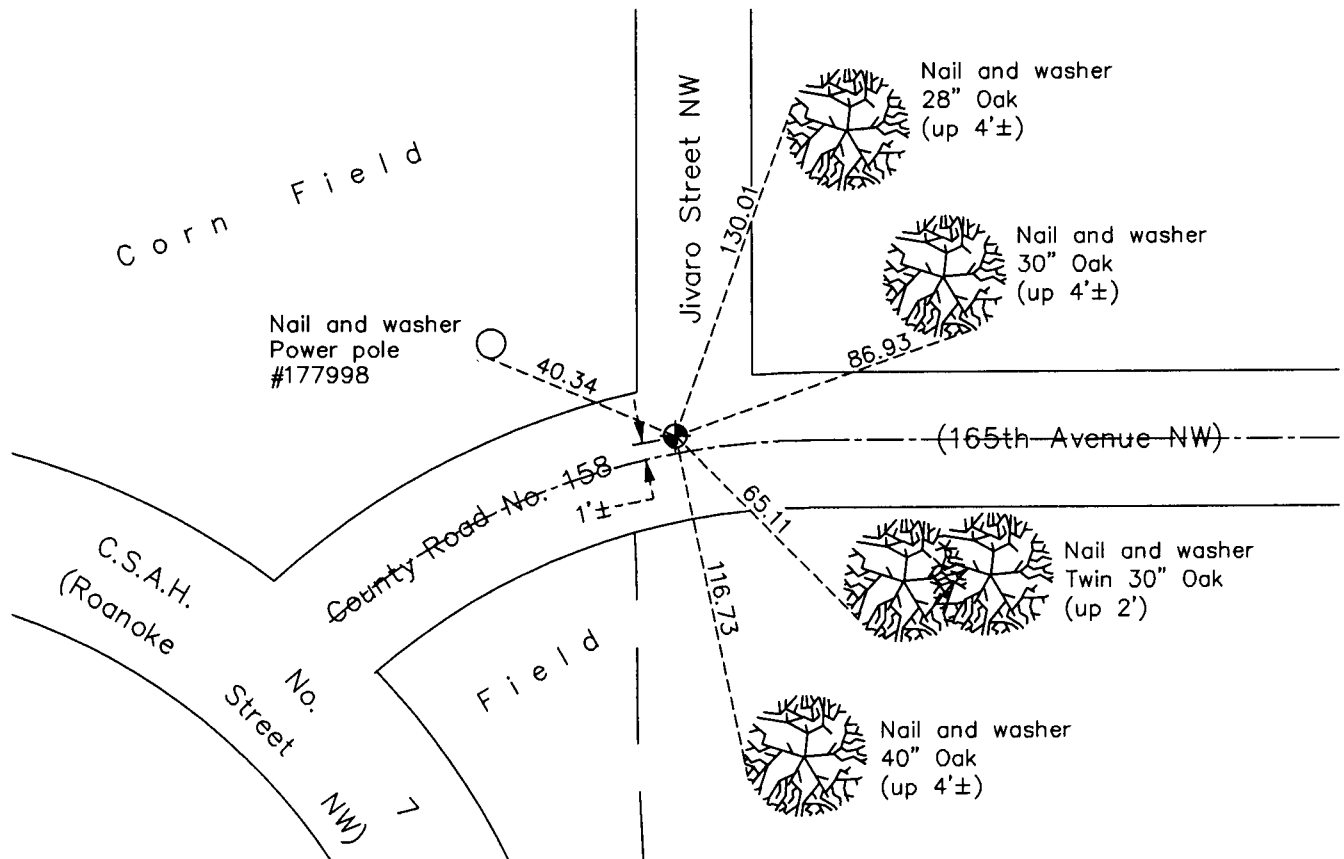 Nail and washer
28" Oak
(up 4'±)
Jivaro Street NW
130.01
Corn Field
Nail and washer
30" Oak
(up 4'±)
Nail and washer
Power pole
#177998
40.34
86.93
(165th Avenue NW)
County Road No. 158
1'±
65.11
116.73
C.S.A.H. No. 7
(Roanoke Street NW)
Field
Nail and washer
Twin 30" Oak
(up 2')
Nail and washer
40" Oak
(up 4'±)